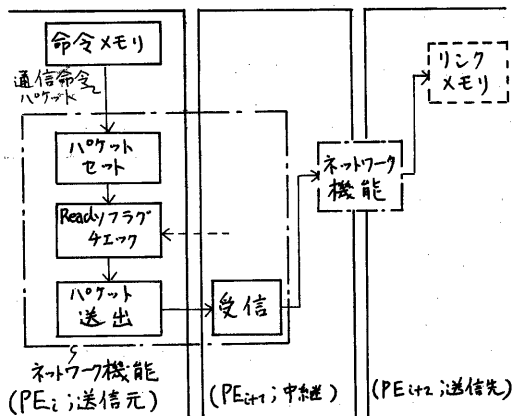 命令メモリ
通信命令
パケット
パケット
セット
Readyフラグ
チェック
パケット
送出
ネットワーク機能
(PEi;送信元)
受信
(PEi+1;中継)
ネットワーク
機能
リンク
メモリ
(PEi+2;送信先)